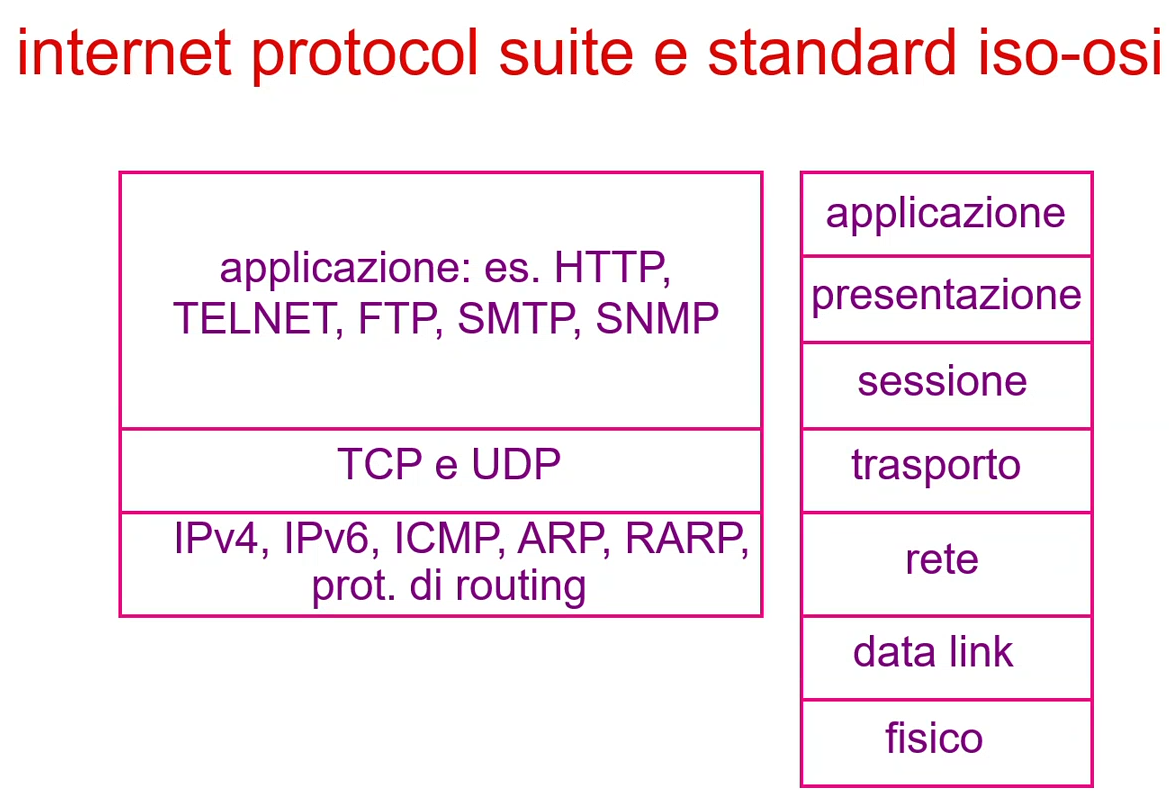 internet protocol suite e standard iso-osi
applicazione: es. HTTP,
TELNET, FTP, SMTP, SNMP
TCP e UDP
IPv4, IPv6, ICMP, ARP, RARP,
prot. di routing
applicazione
presentazione
sessione
trasporto
rete
data link
fisico